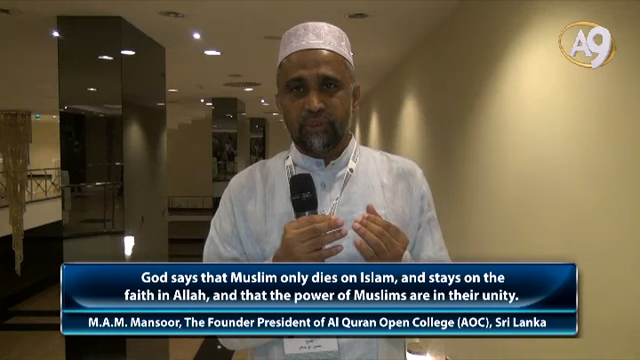 A9
God says that Muslim only dies on Islam, and stays on the
faith in Allah, and that the power of Muslims are in their unity.
M.A.M. Mansoor, The Founder President of Al Quran Open College (AOC), Sri Lanka